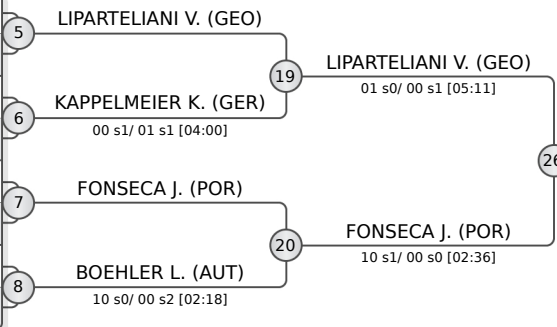 LIPARTELIANI V. (GEO)
5
19
LIPARTELIANI V. (GEO)
01 s0/ 00 s1 [05:11]
KAPPELMEIER K. (GER)
6
00 s1/ 01 s1 [04:00]
26
FONSECA J. (POR)
7
20
FONSECA J. (POR)
10 s1/ 00 s0 [02:36]
BOEHLER L. (AUT)
8
10 s0/ 00 s2 [02:18]